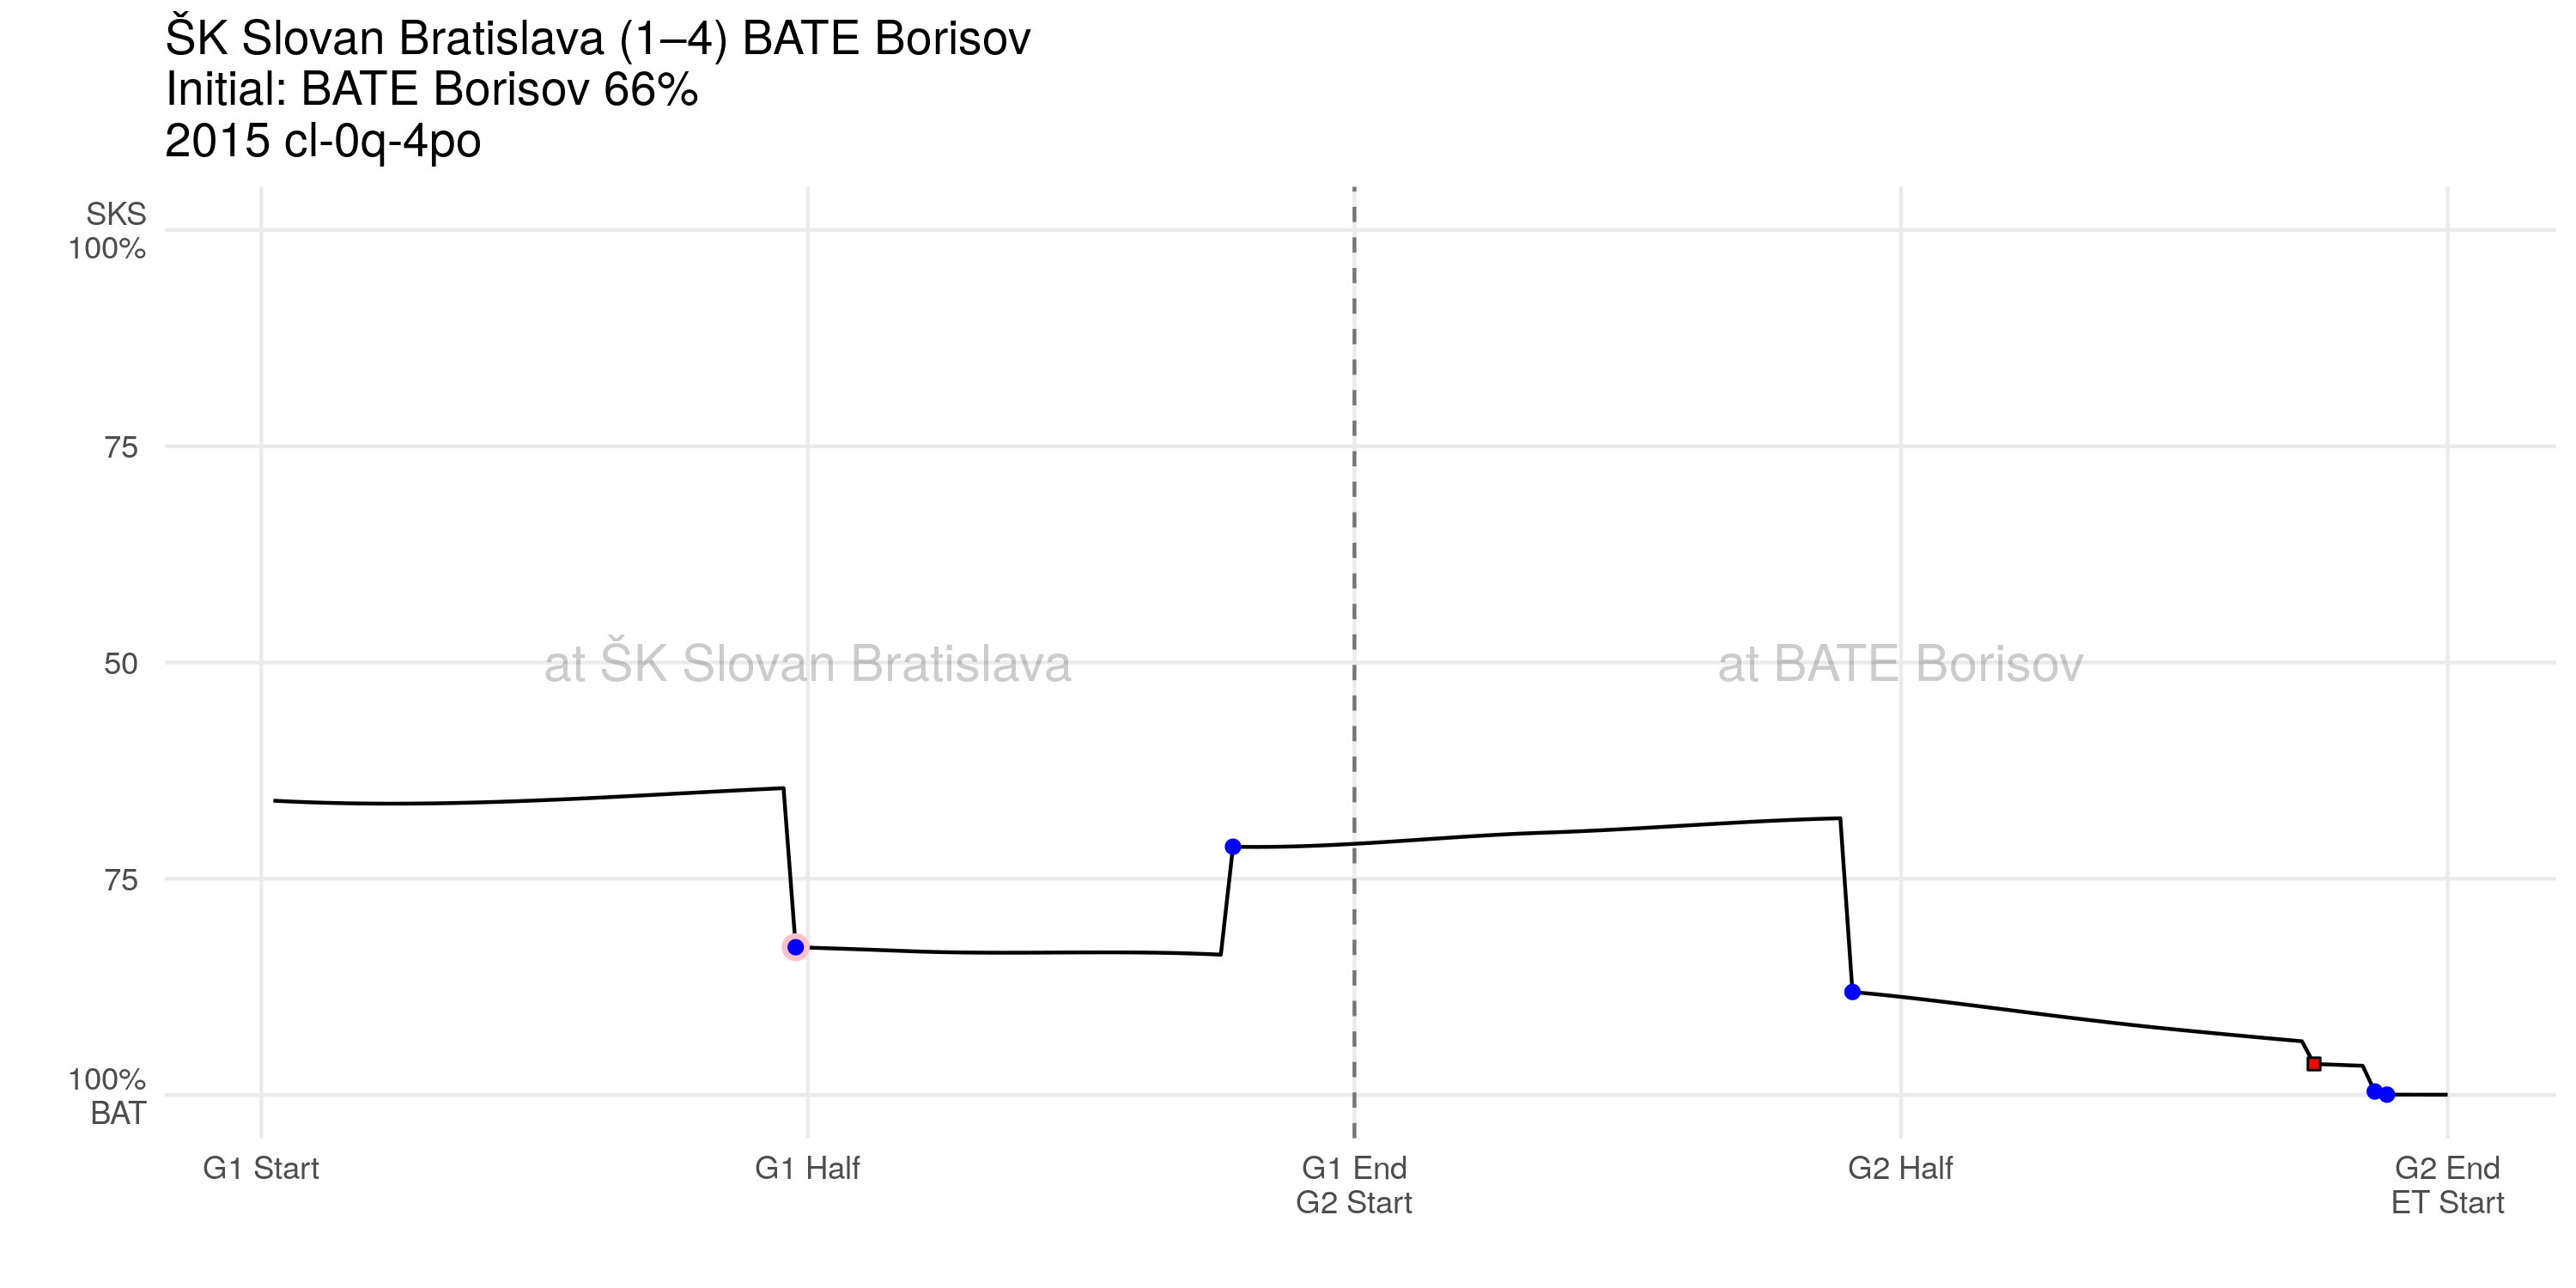 ŠK Slovan Bratislava (1–4) BATE Borisov
Initial: BATE Borisov 66%
2015 cl-0q-4po
SKS
100%
75
50
75
100%
BAT
at ŠK Slovan Bratislava
at BATE Borisov
G1 Start
G1 Half
G1 End
G2 Start
G2 Half
G2 End
ET Start